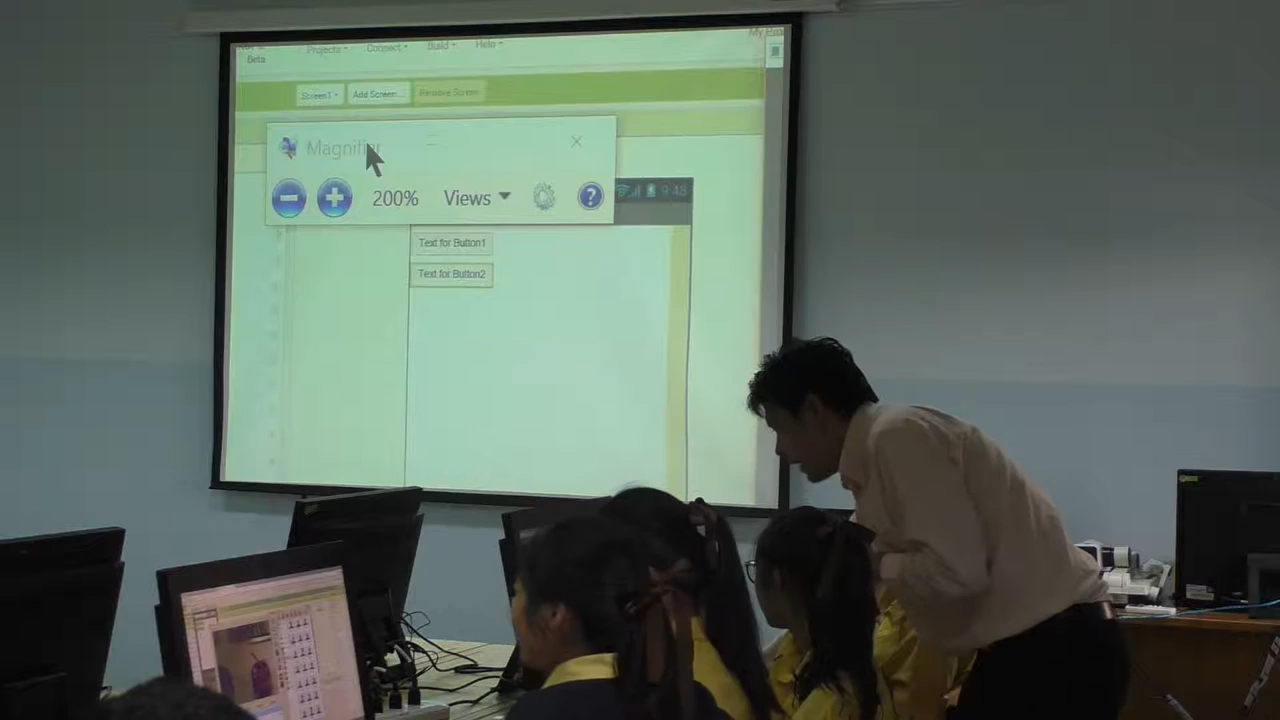 My
Projects Connect Build Help
Beta
Screen1 Add Screen... Remove Screen
Magnifier
200% Views ?
9:48
Text for Button1
Text for Button2